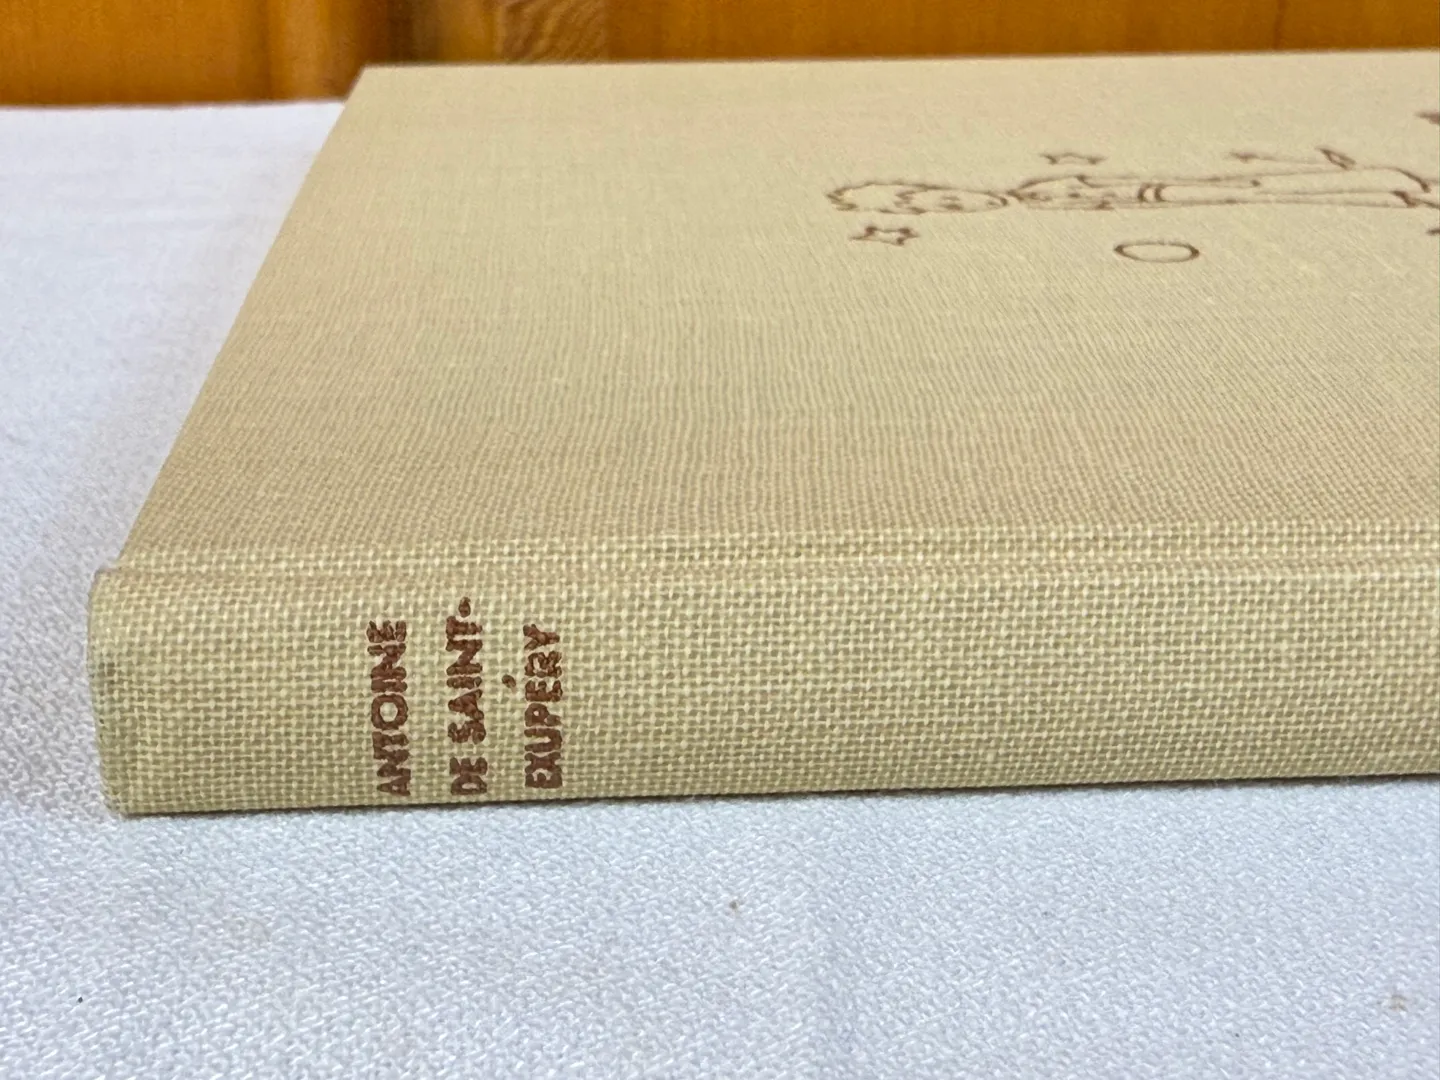 ANTOINE
DE SAINT-
EXUPÉRY